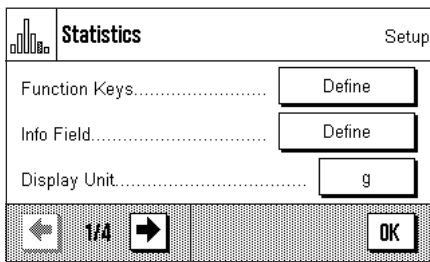 Statistics Setup
Function Keys........................ Define
Info Field............................ Define
Display Unit.................................... g
1/4 OK